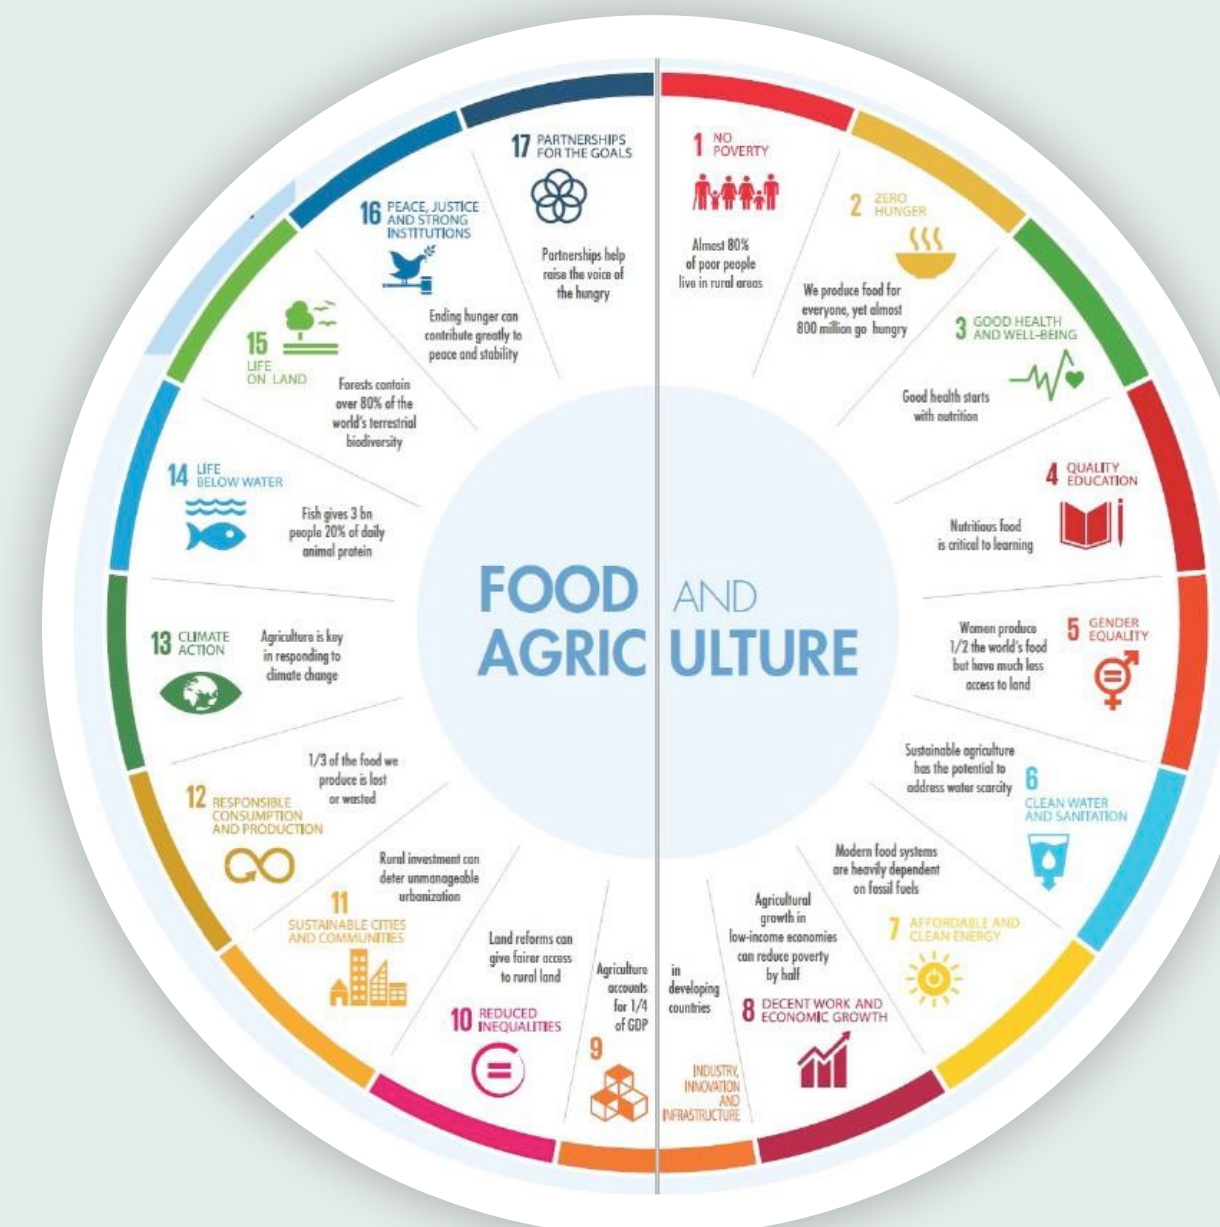 FOOD AND
AGRICULTURE
1 NO
POVERTY
Almost 80%
of poor people
live in rural areas
2 ZERO
HUNGER
We produce food for
everyone, yet almost
800 million go hungry
3 GOOD HEALTH
AND WELL-BEING
Good health starts
with nutrition
4 QUALITY
EDUCATION
Nutritious food
is critical to learning
5 GENDER
EQUALITY
Women produce
1/2 the world's food
but have much less
access to land
6
CLEAN WATER
AND SANITATION
Sustainable agriculture
has the potential to
address water scarcity
7 AFFORDABLE AND
CLEAN ENERGY
Modern food systems
are heavily dependent
on fossil fuels
8 DECENT WORK AND
ECONOMIC GROWTH
Agricultural
growth in
low-income economies
can reduce poverty
by half
9
INDUSTRY,
INNOVATION
AND
INFRASTRUCTURE
Agriculture
accounts
for 1/4
of GDP
in
developing
countries
10 REDUCED
INEQUALITIES
Land reforms can
give fairer access
to rural land
11
SUSTAINABLE CITIES
AND COMMUNITIES
Rural investment can
deter unmanageable
urbanization
12 RESPONSIBLE
CONSUMPTION
AND PRODUCTION
1/3 of the food we
produce is lost
or wasted
13 CLIMATE
ACTION
Agriculture is key
in responding to
climate change
14 LIFE
BELOW WATER
Fish gives 3 bn
people 20% of daily
animal protein
15
LIFE
ON LAND
Forests contain
over 80% of the
world's terrestrial
biodiversity
16 PEACE, JUSTICE
AND STRONG
INSTITUTIONS
Ending hunger can
contribute greatly to
peace and stability
17 PARTNERSHIPS
FOR THE GOALS
Partnerships help
raise the voice of
the hungry